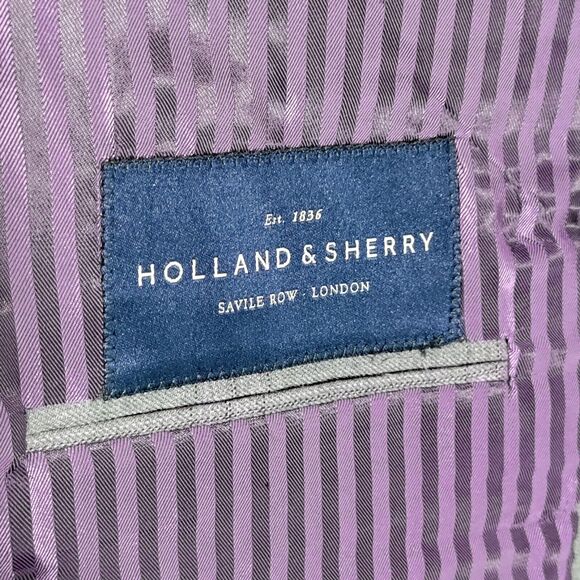 Est. 1836
HOLLAND & SHERRY
SAVILE ROW · LONDON